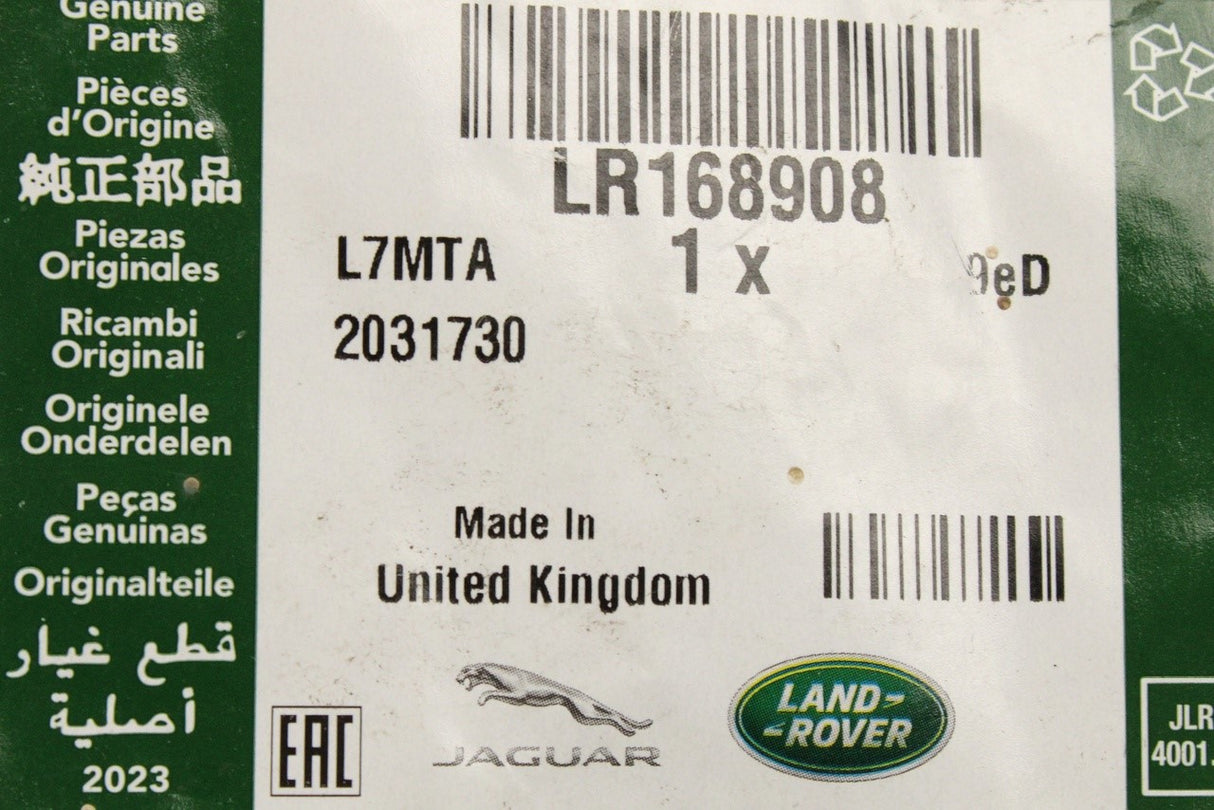 Genuine
Parts
Pièces
d'Origine
純正部品
Piezas
Originales
Ricambi
Originali
Originele
Onderdelen
Peças
Genuinas
Originalteile
قطع غيار
أصلية
2023
LR168908
L7MTA
1 x
9eD
2031730
Made In
United Kingdom
EAC
JAGUAR
LAND-
-ROVER
JLR
4001.